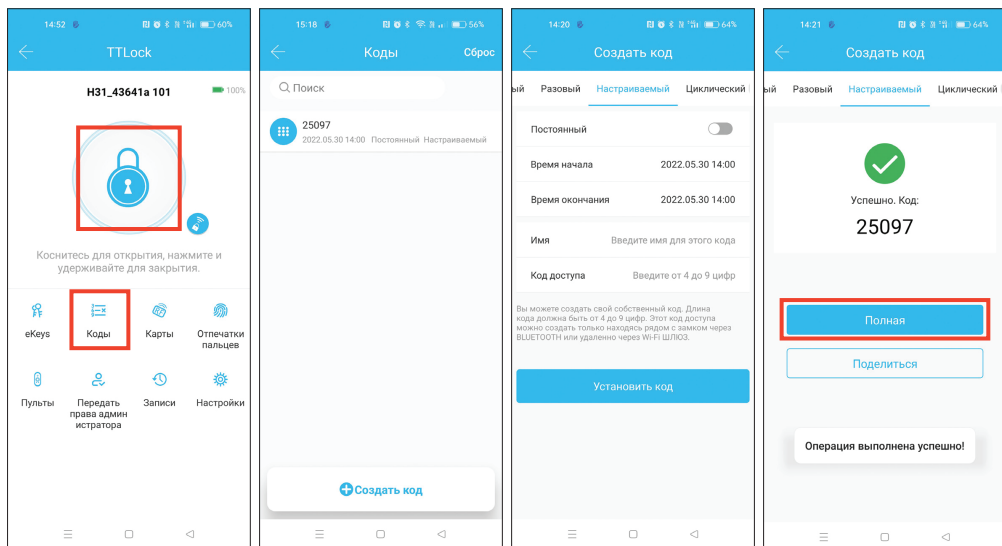 14:52
60%
TTLock
H31_43641a 101
100%
Коснитесь для открытия, нажмите и
удерживайте для закрытия.
eKeys
Коды
Карты
Отпечатки
пальцев
Пульты
Передать
права админ
истратора
Записи
Настройки
15:18
56%
Коды
Сброс
Поиск
25097
2022.05.30 14:00 Постоянный Настраиваемый
Создать код
14:20
64%
Создать код
ый Разовый Настраиваемый Циклический
Постоянный
Время начала 2022.05.30 14:00
Время окончания 2022.05.30 14:00
Имя Введите имя для этого кода
Код доступа Введите от 4 до 9 цифр
Вы можете создать свой собственный код. Длина
кода должна быть от 4 до 9 цифр. Этот код доступа
можно создать только находясь рядом с замком через
BLUETOOTH или удаленно через Wi-Fi ШЛЮЗ.
Установить код
14:21
64%
Создать код
ый Разовый Настраиваемый Циклический
Успешно. Код:
25097
Полная
Поделиться
Операция выполнена успешно!